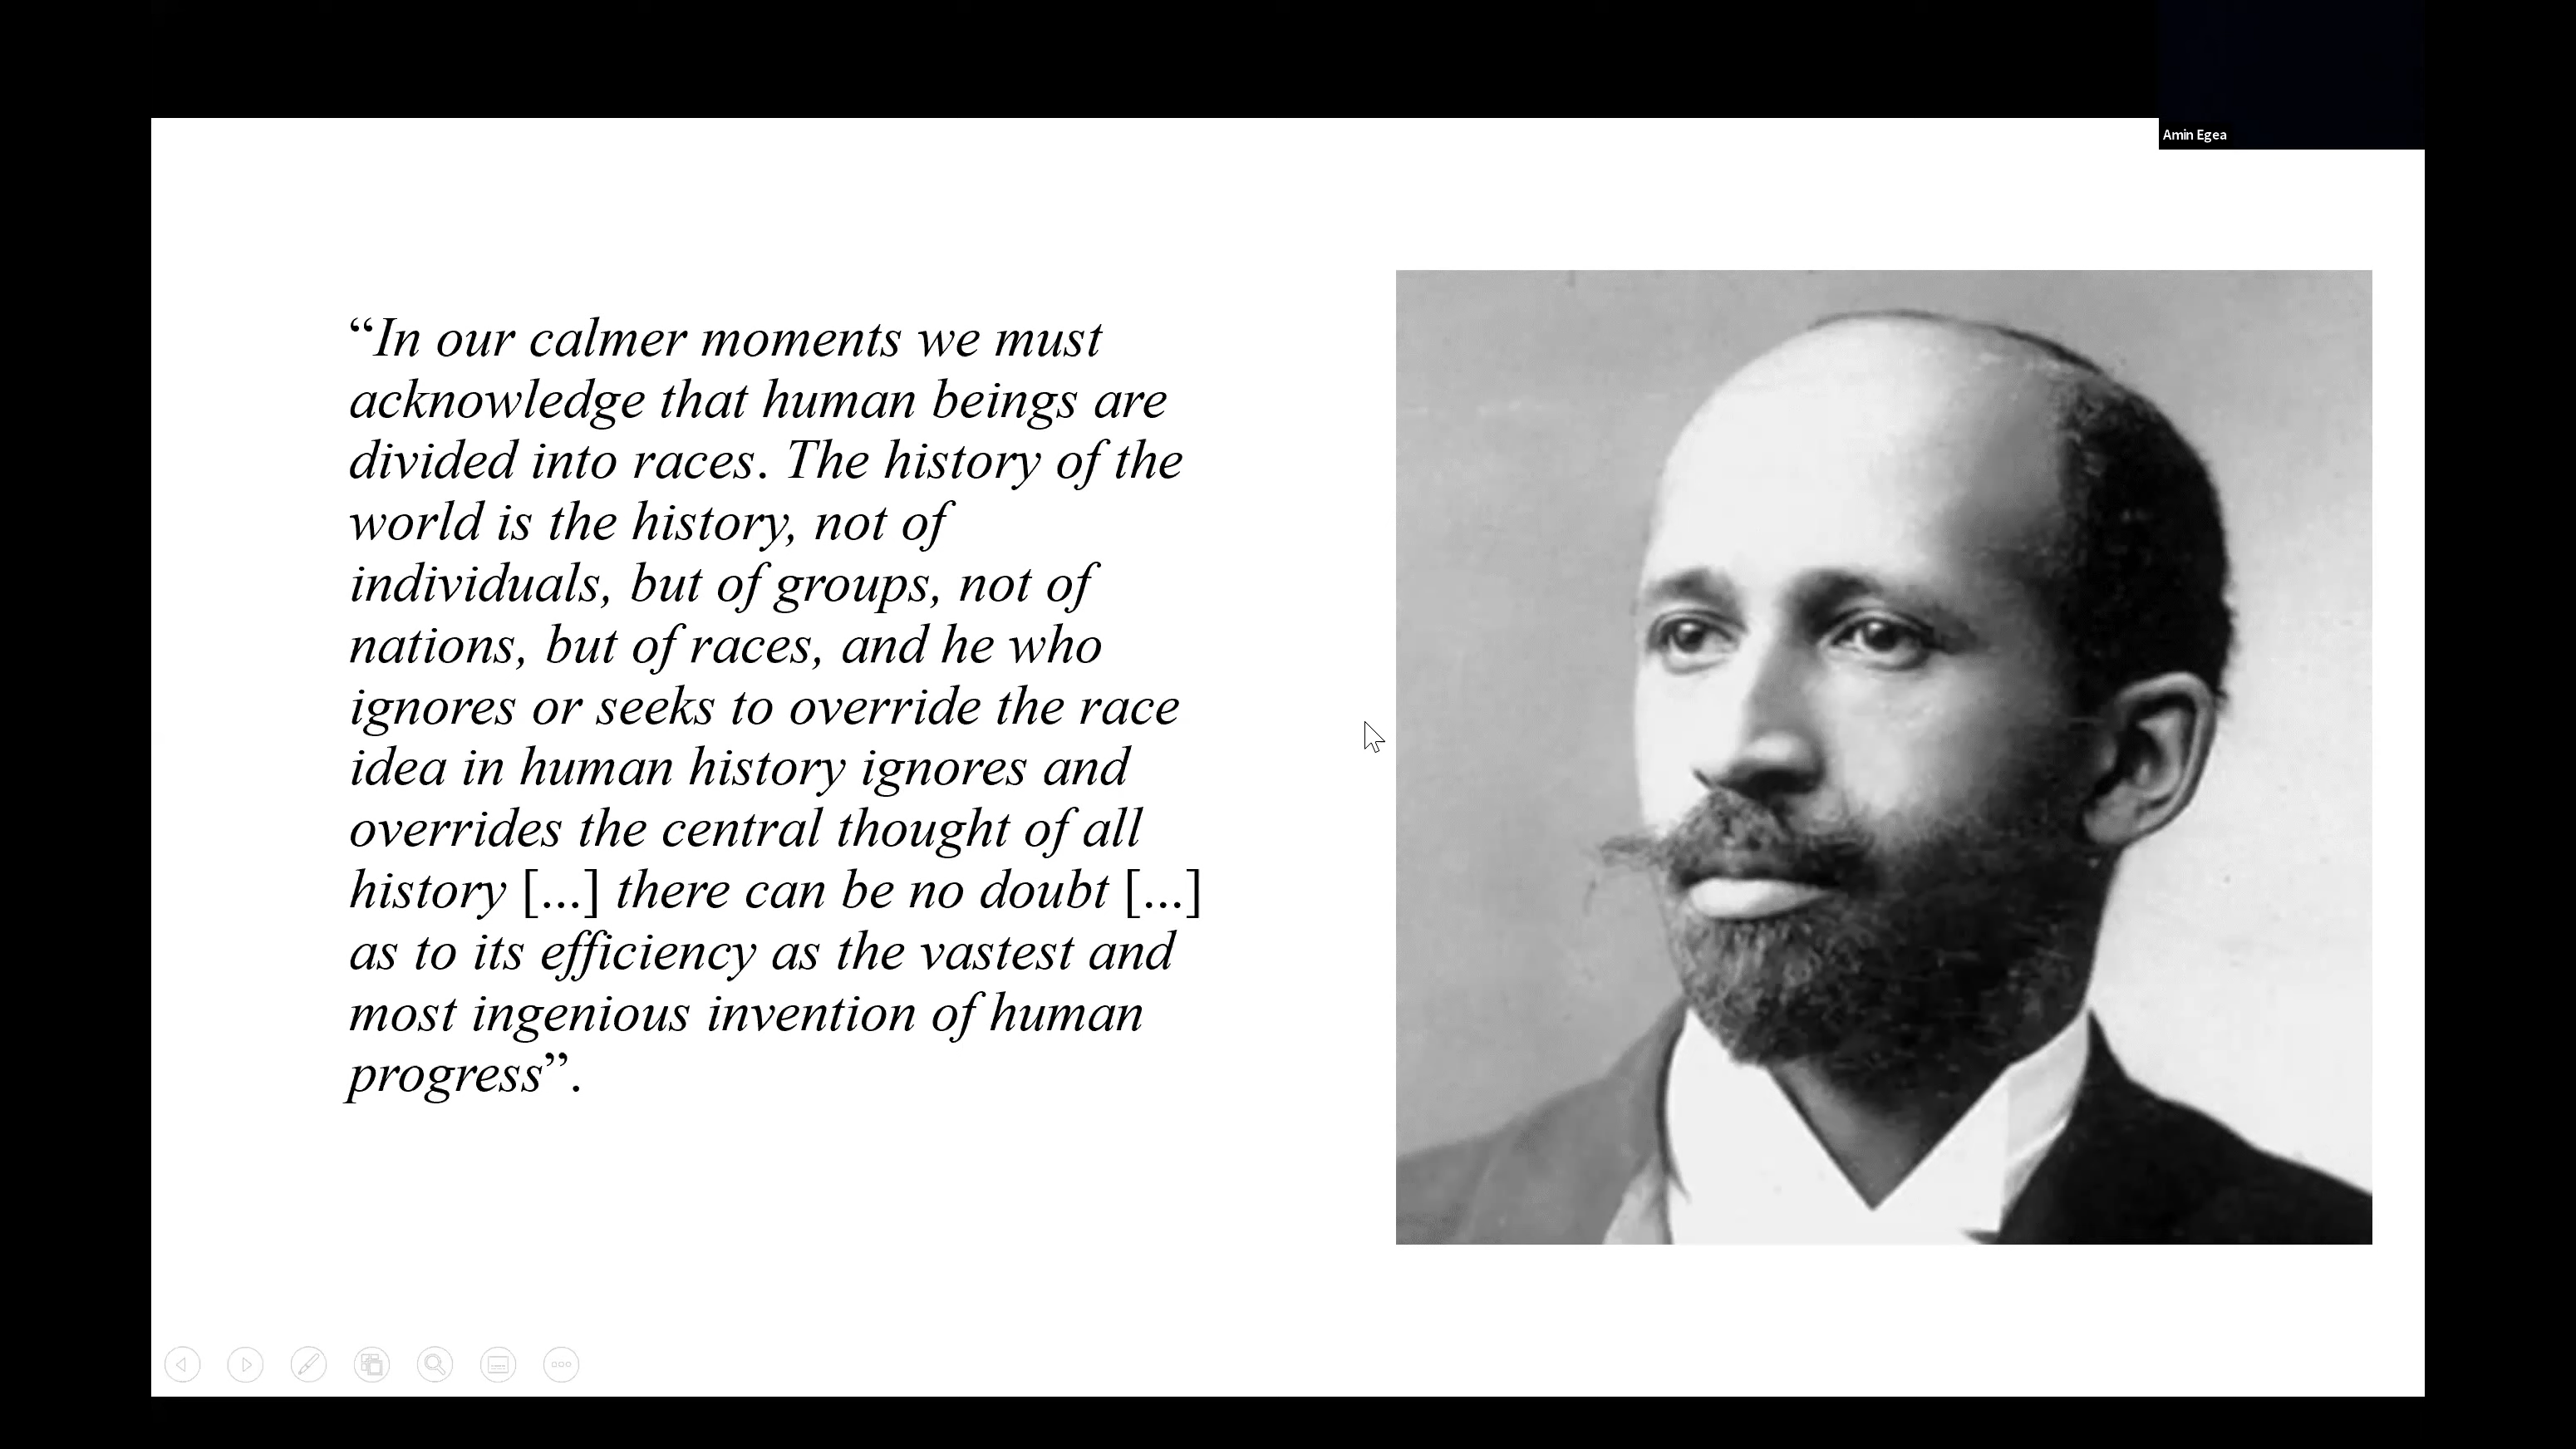 Amin Egea
“In our calmer moments we must
acknowledge that human beings are
divided into races. The history of the
world is the history, not of
individuals, but of groups, not of
nations, but of races, and he who
ignores or seeks to override the race
idea in human history ignores and
overrides the central thought of all
history [...] there can be no doubt [...]
as to its efficiency as the vastest and
most ingenious invention of human
progress”.